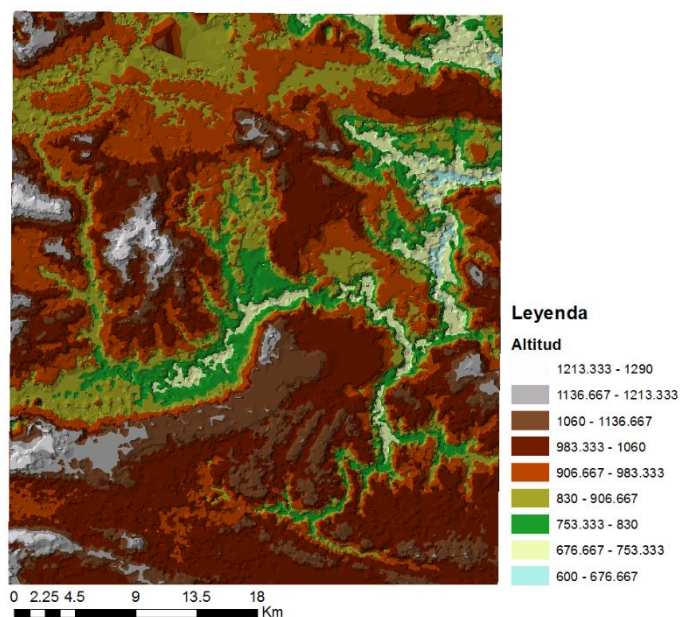 Leyenda
Altitud
1213.333 - 1290
1136.667 - 1213.333
1060 - 1136.667
983.333 - 1060
906.667 - 983.333
830 - 906.667
753.333 - 830
676.667 - 753.333
600 - 676.667
0 2.25 4.5 9 13.5 18
Km